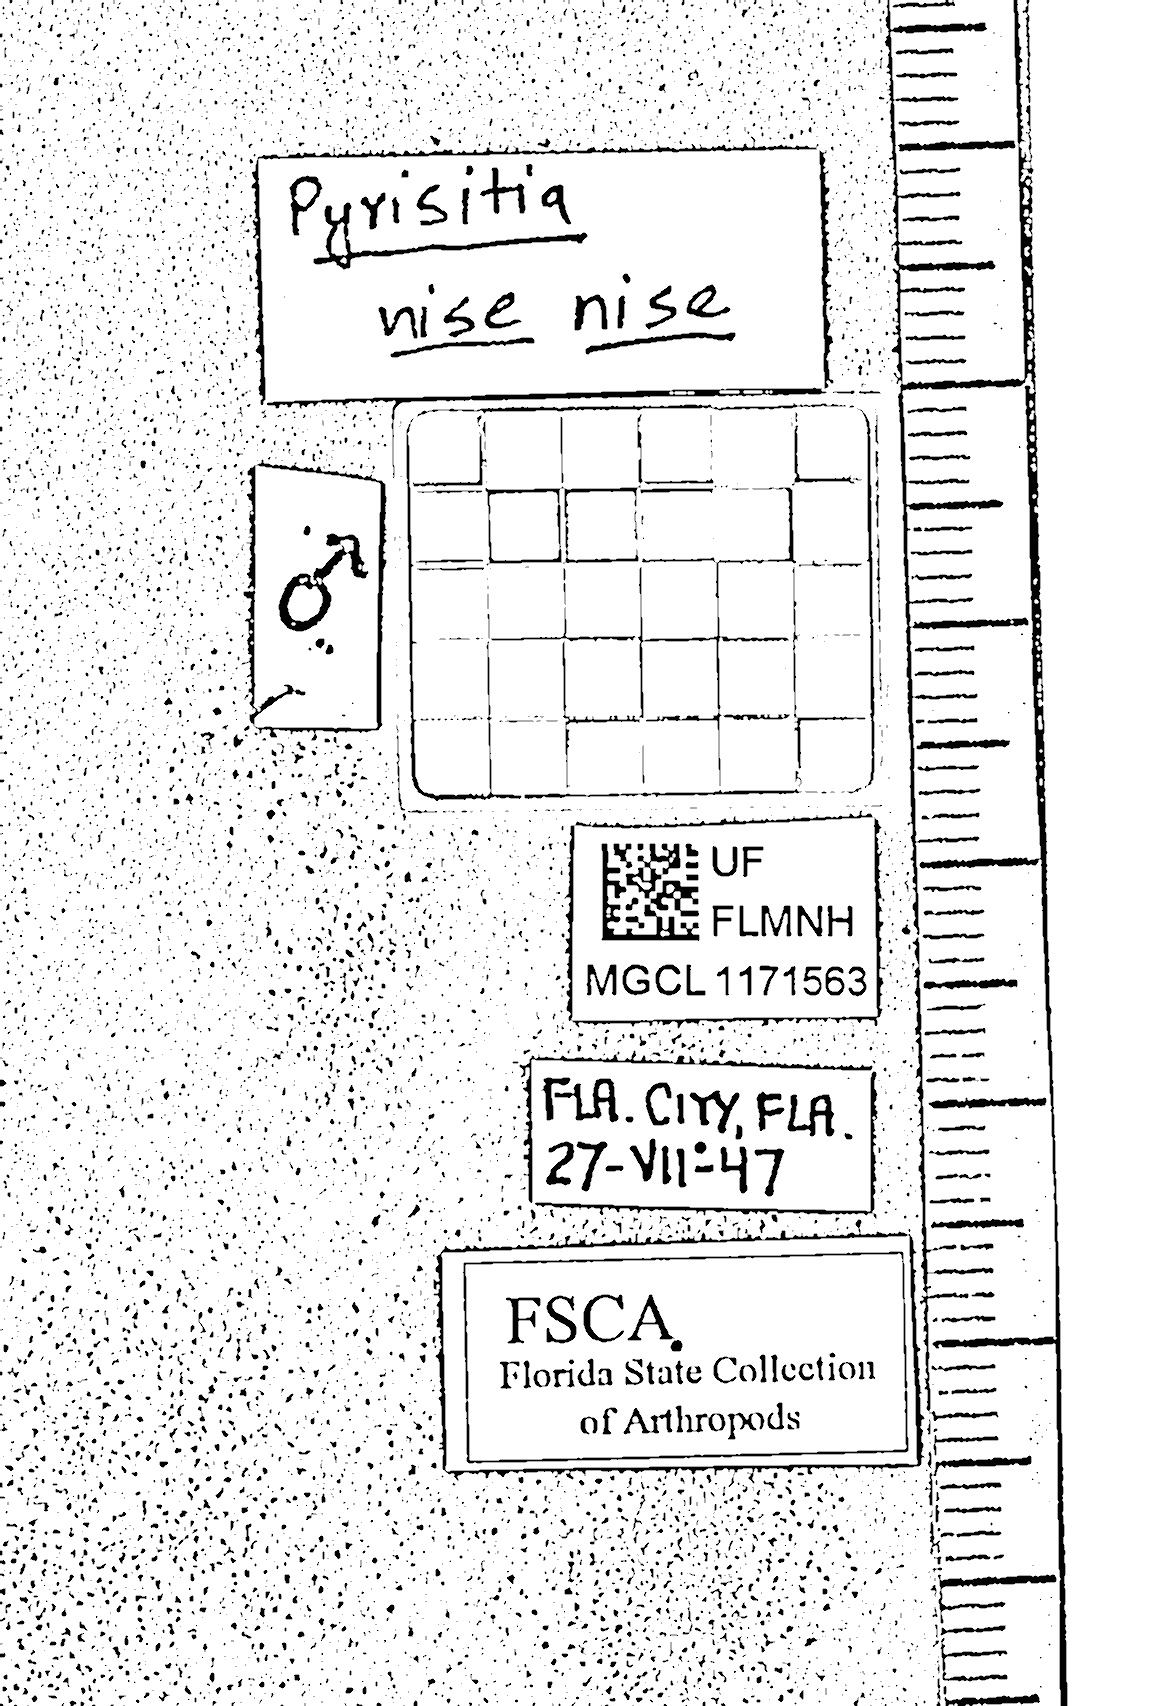 Pyrisitia
nise nise
♂
UF
FLMNH
MGCL 1171563
FLA. CITY, FLA.
27-VII-47
FSCA
Florida State Collection
of Arthropods